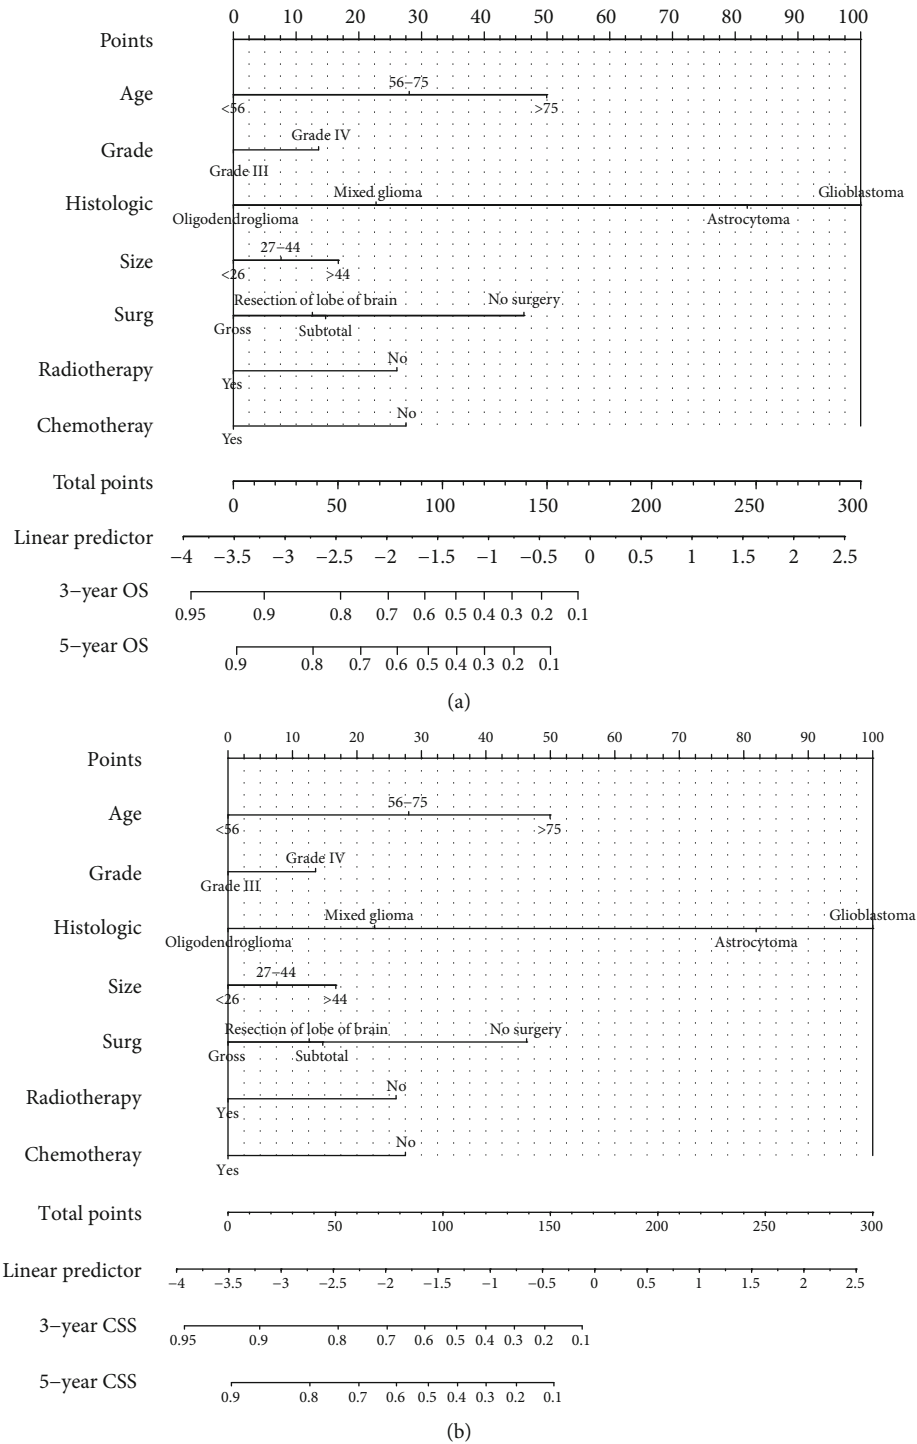 0 10 20 30 40 50 60 70 80 90 100
Points
56−75
Age
<56 >75
Grade IV
Grade
Grade III
Mixed glioma Glioblastoma
Histologic
Oligodendroglioma Astrocytoma
27−44
Size
<26 >44
Resection of lobe of brain No surgery
Surg
Gross Subtotal
No
Radiotherapy
Yes
No
Chemotheray
Yes
Total points
0 50 100 150 200 250 300
Linear predictor
−4 −3.5 −3 −2.5 −2 −1.5 −1 −0.5 0 0.5 1 1.5 2 2.5
3−year OS
0.95 0.9 0.8 0.7 0.6 0.5 0.4 0.3 0.2 0.1
5−year OS
0.9 0.8 0.7 0.6 0.5 0.4 0.3 0.2 0.1
(a)
0 10 20 30 40 50 60 70 80 90 100
Points
56−75
Age
<56 >75
Grade IV
Grade
Grade III
Mixed glioma Glioblastoma
Histologic
Oligodendroglioma Astrocytoma
27−44
Size
<26 >44
Resection of lobe of brain No surgery
Surg
Gross Subtotal
No
Radiotherapy
Yes
No
Chemotheray
Yes
Total points
0 50 100 150 200 250 300
Linear predictor
−4 −3.5 −3 −2.5 −2 −1.5 −1 −0.5 0 0.5 1 1.5 2 2.5
3−year CSS
0.95 0.9 0.8 0.7 0.6 0.5 0.4 0.3 0.2 0.1
5−year CSS
0.9 0.8 0.7 0.6 0.5 0.4 0.3 0.2 0.1
(b)